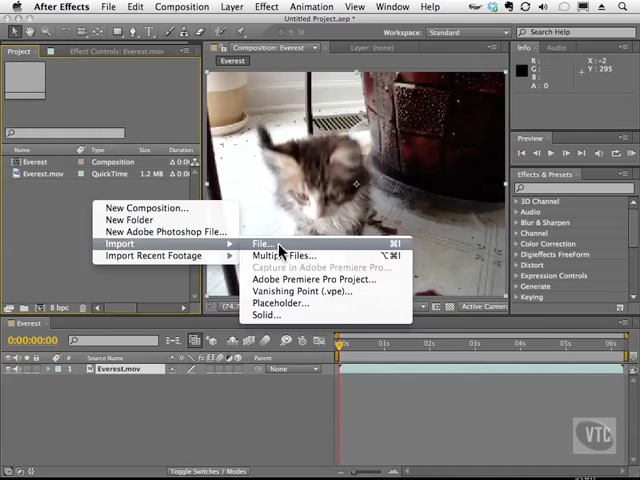 After Effects File Edit Composition Layer Effect Animation View Window Help
Untitled Project.aep *
Workspace: Standard Search Help
Project Effect Controls: Everest.mov
Composition: Everest Layer: (none)
Info Audio
Everest
R:
G:
B:
A: 0
X: -2
Y: 295
Name Type Size Duration
Everest Composition
Everest.mov QuickTime 1.2 MB
Preview
Effects & Presets
3D Channel
Audio
Blur & Sharpen
Channel
Color Correction
Digieffects FreeForm
Distort
Expression Controls
Generate
Keying
New Composition...
New Folder
New Adobe Photoshop File...
Import
Import Recent Footage
File... ⌘I
Multiple Files... ⌥⌘I
Capture in Adobe Premiere Pro...
Adobe Premiere Pro Project...
Vanishing Point (.vpe)...
Placeholder...
Solid...
8 bpc
Active Camera
Everest
0:00:00:00
# Source Name Parent
1 Everest.mov None
01s 02s 03s 04s 05s 06s
VTC
Toggle Switches / Modes